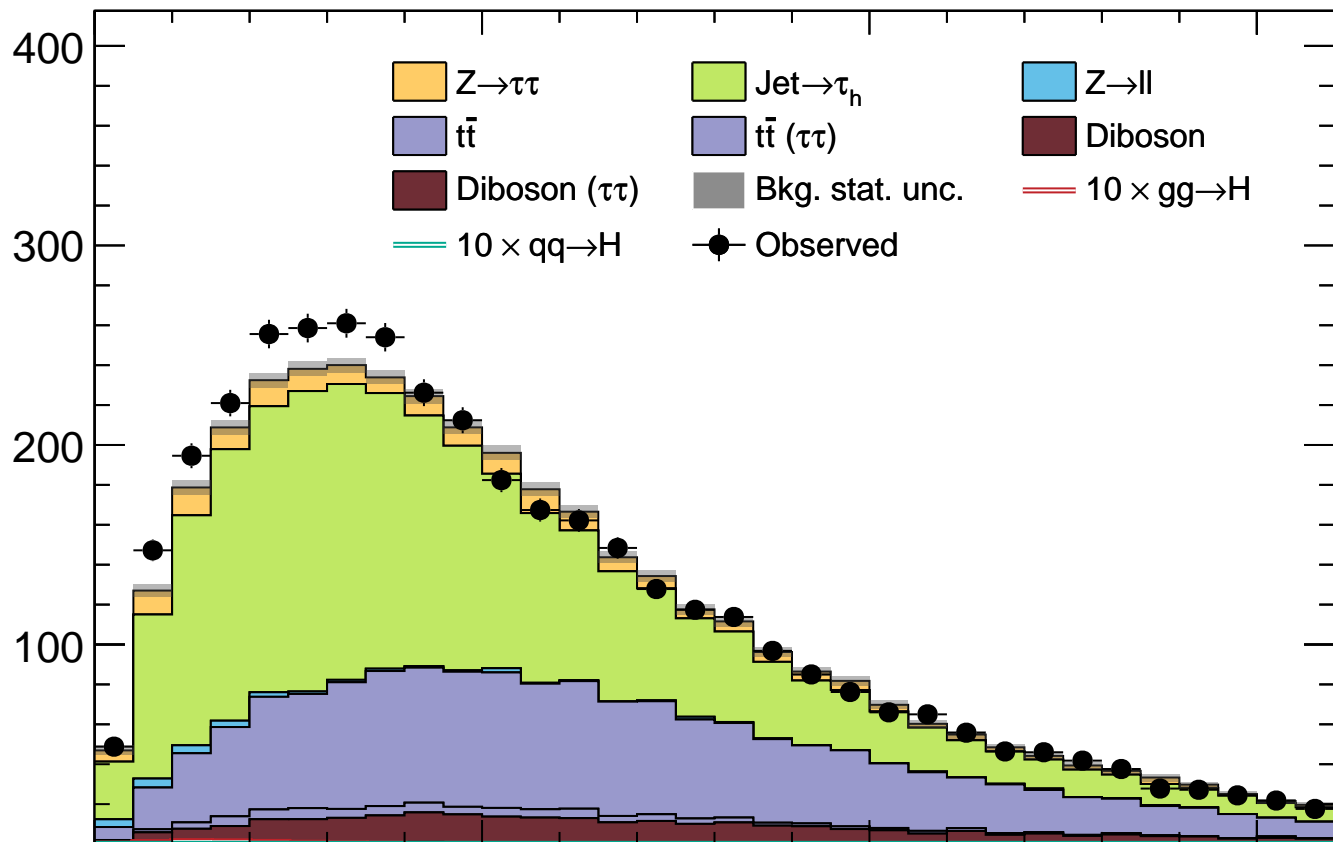 400
Z→ττ Jet→τh Z→ll
tt̄ tt̄ (ττ) Diboson
Diboson (ττ) Bkg. stat. unc. 10 × gg→H
10 × qq→H Observed
300
200
100